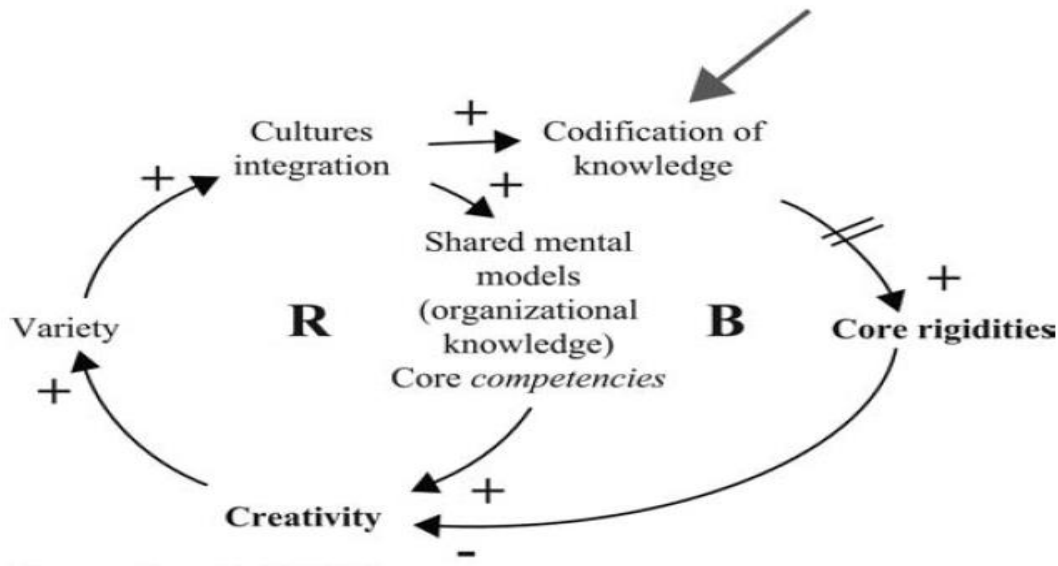 +
Cultures
integration
+
Codification of
knowledge
+
+
Shared mental
models
(organizational
knowledge)
Core competencies
R
B
+
Core rigidities
Variety
+
+
Creativity
-